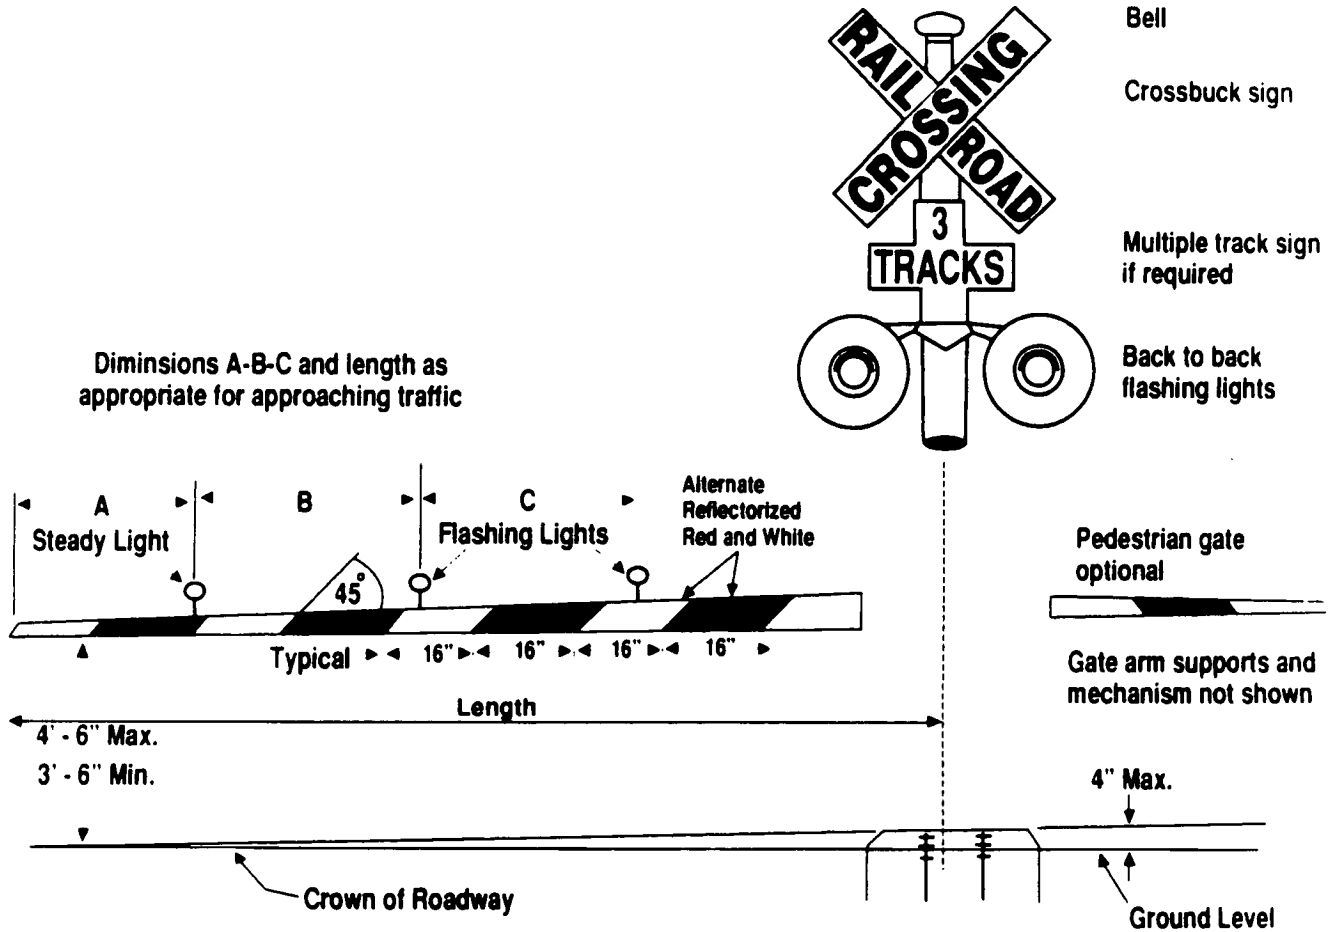 Bell
RAIL ROAD
CROSSING
Crossbuck sign
3
TRACKS
Multiple track sign
if required
Back to back
flashing lights
Diminsions A-B-C and length as
appropriate for approaching traffic
A
B
C
Steady Light
Flashing Lights
Alternate
Reflectorized
Red and White
45°
Pedestrian gate
optional
Typical
16"
16"
16"
16"
Gate arm supports and
mechanism not shown
Length
4' - 6" Max.
3' - 6" Min.
4" Max.
Crown of Roadway
Ground Level